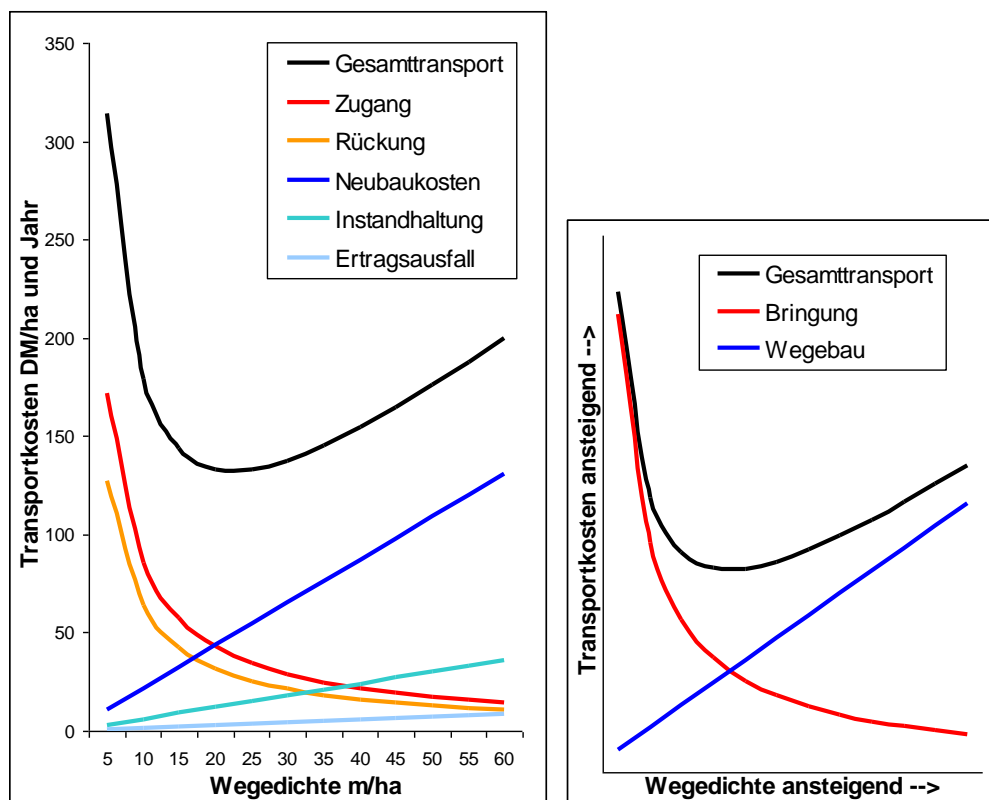 350
300
250
200
150
100
50
0
Transportkosten DM/ha und Jahr
Gesamttransport
Zugang
Rückung
Neubaukosten
Instandhaltung
Ertragsausfall
5 10 15 20 25 30 35 40 45 50 55 60
Wegedichte m/ha
Transportkosten ansteigend -->
Gesamttransport
Bringung
Wegebau
Wegedichte ansteigend -->